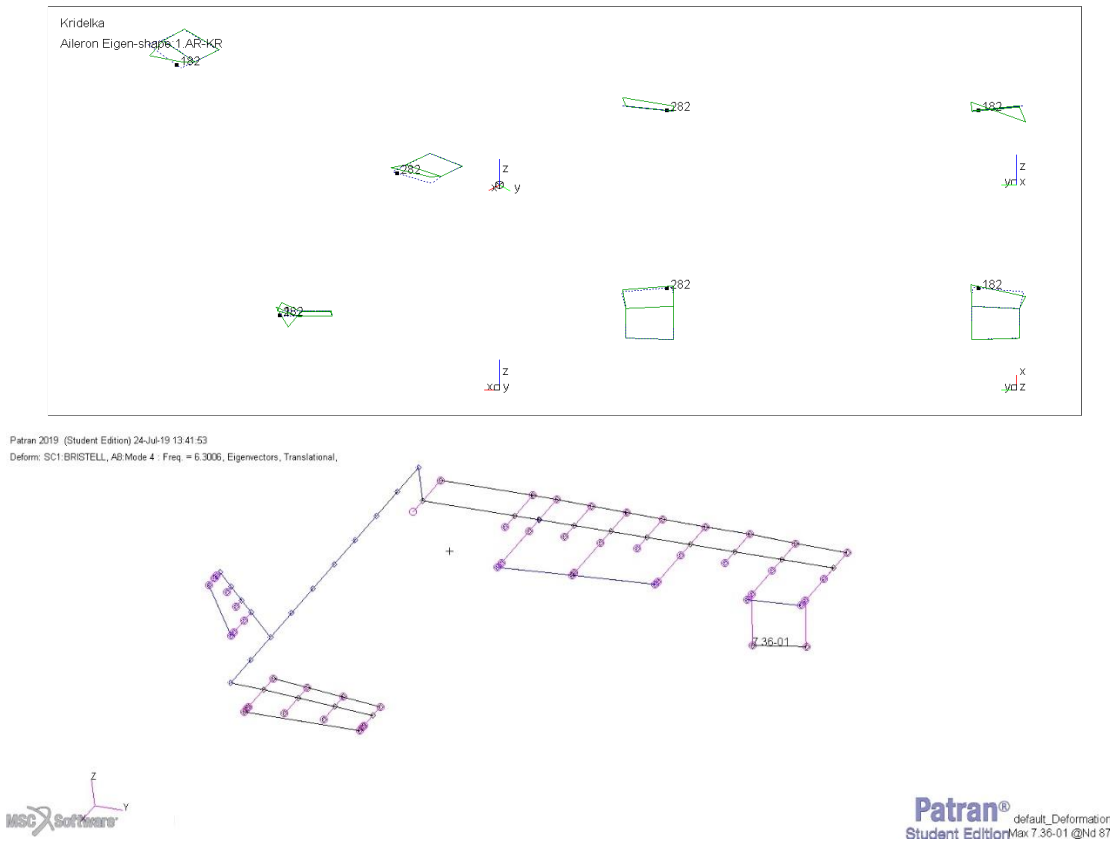 Kridelka
Aileron Eigen-shape:1.AR-KR
182
282
182
282
z
x y
z
y x
282
282
182
z
x y
x
y z
Patran 2019 (Student Edition) 24-Jul-19 13:41:53
Deform: SC1:BRISTELL, A8:Mode 4 : Freq. = 6.3006, Eigenvectors, Translational,
7.36-01
Z
Y
X
MSC Software
Patran®
Student Edition
default_Deformation
Max 7.36-01 @Nd 87